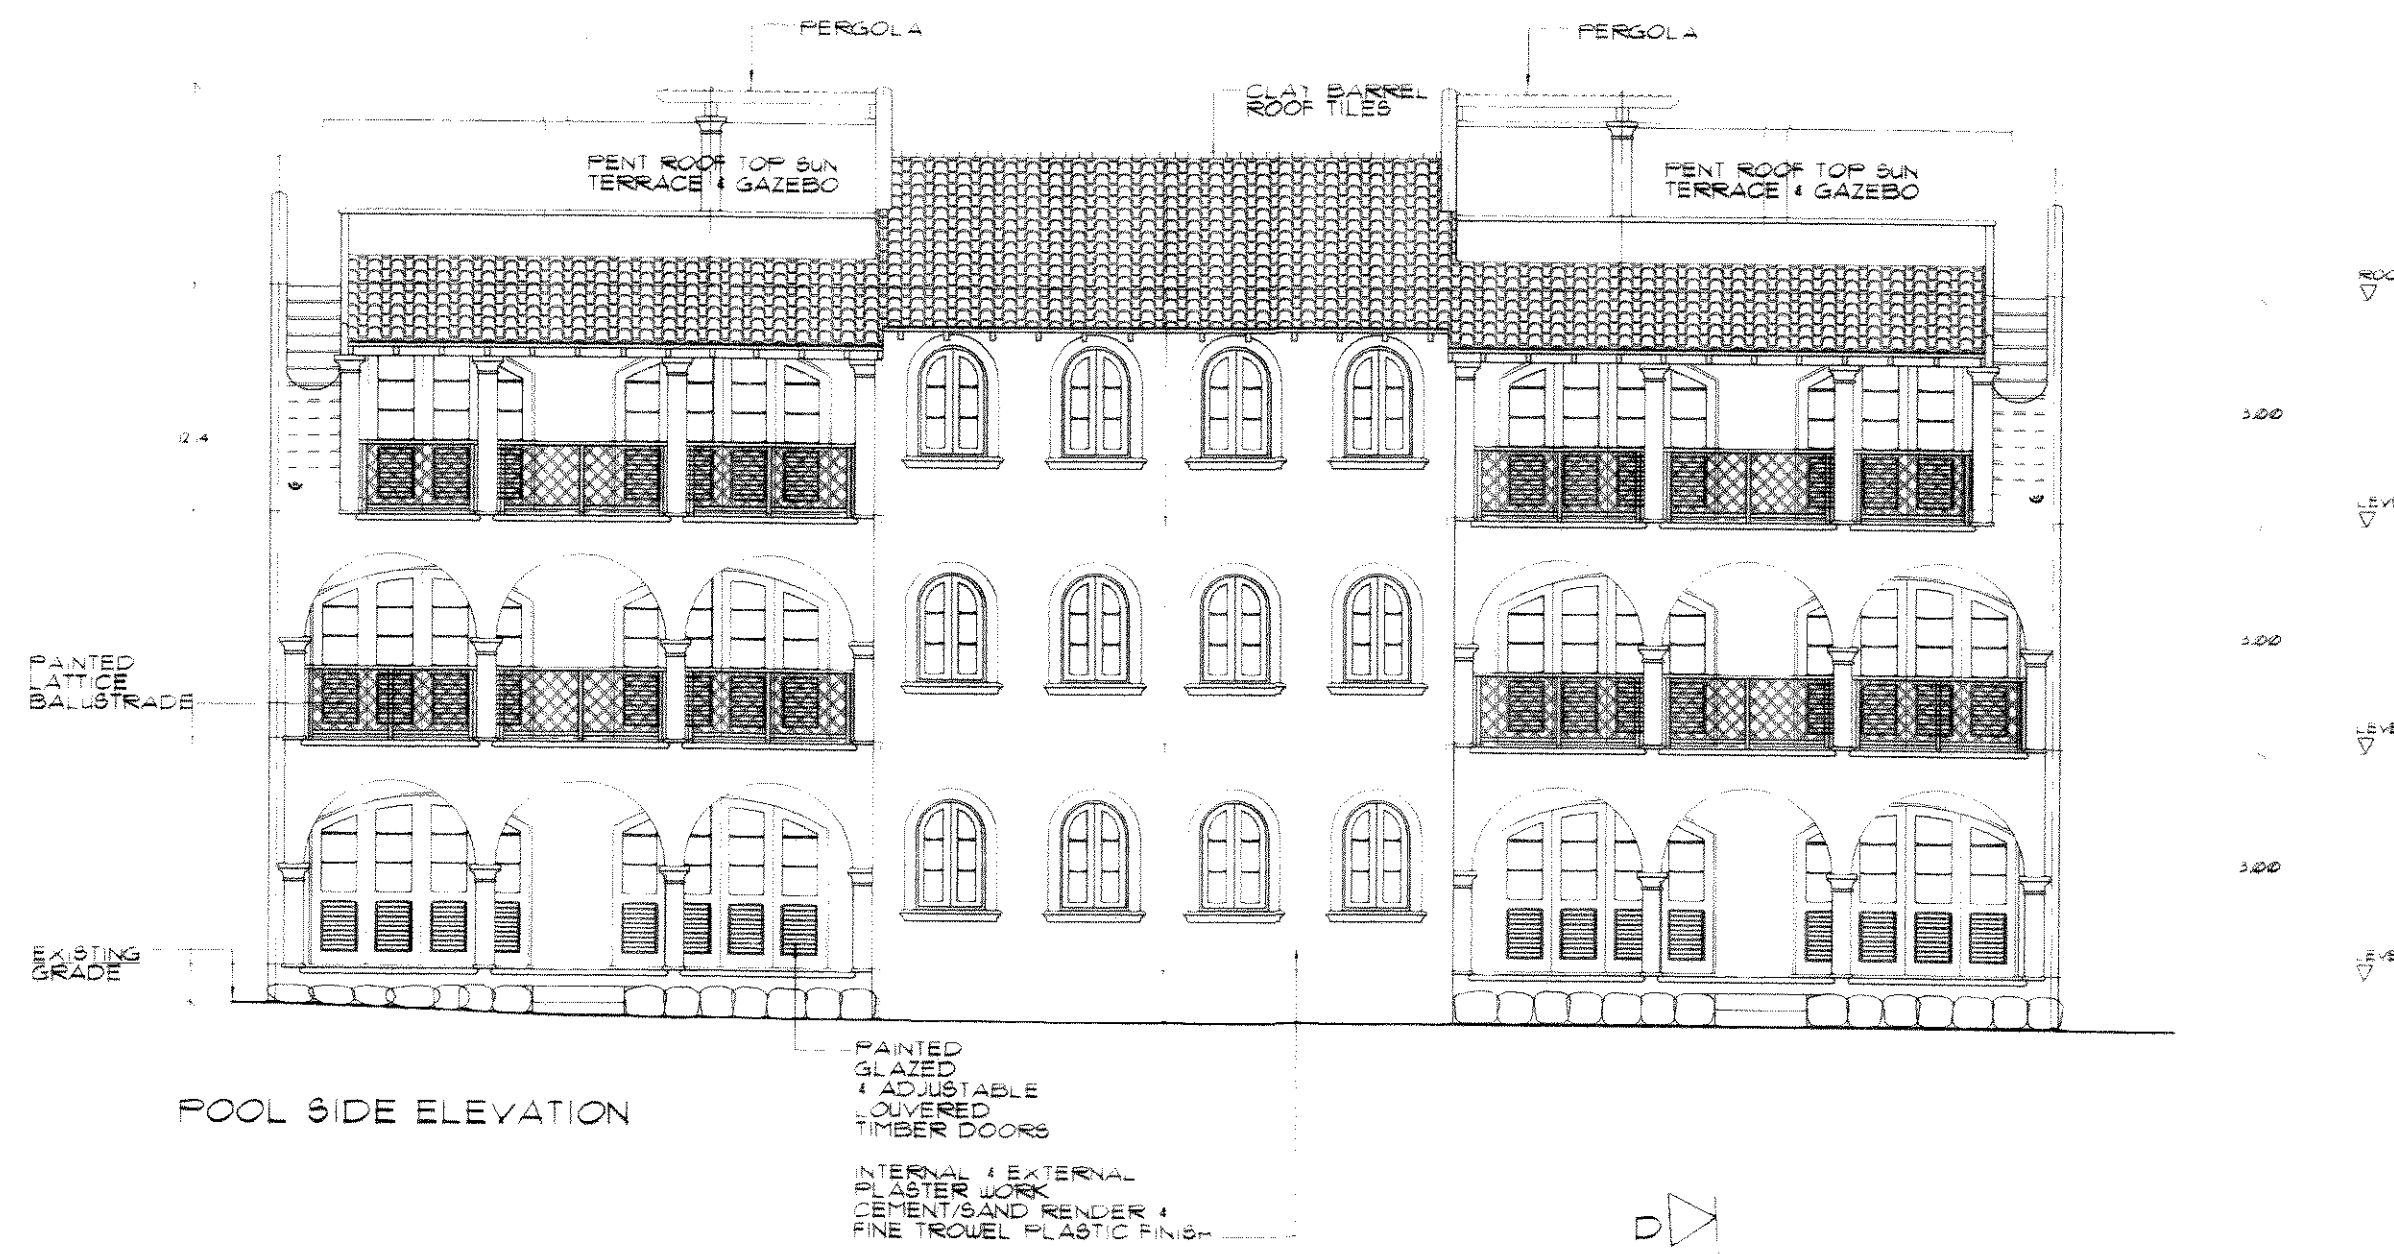 PERGOLA
PERGOLA
CLAY BARREL
ROOF TILES
PENT ROOF TOP SUN
TERRACE & GAZEBO
PENT ROOF TOP SUN
TERRACE & GAZEBO
3.00
3.00
PAINTED
LATTICE
BALUSTRADE
3.00
EXISTING
GRADE
PAINTED
GLAZED
& ADJUSTABLE
LOUVERED
TIMBER DOORS
POOL SIDE ELEVATION
INTERNAL & EXTERNAL
PLASTER WORK
CEMENT/SAND RENDER &
FINE TROWEL PLASTIC FINISH
D